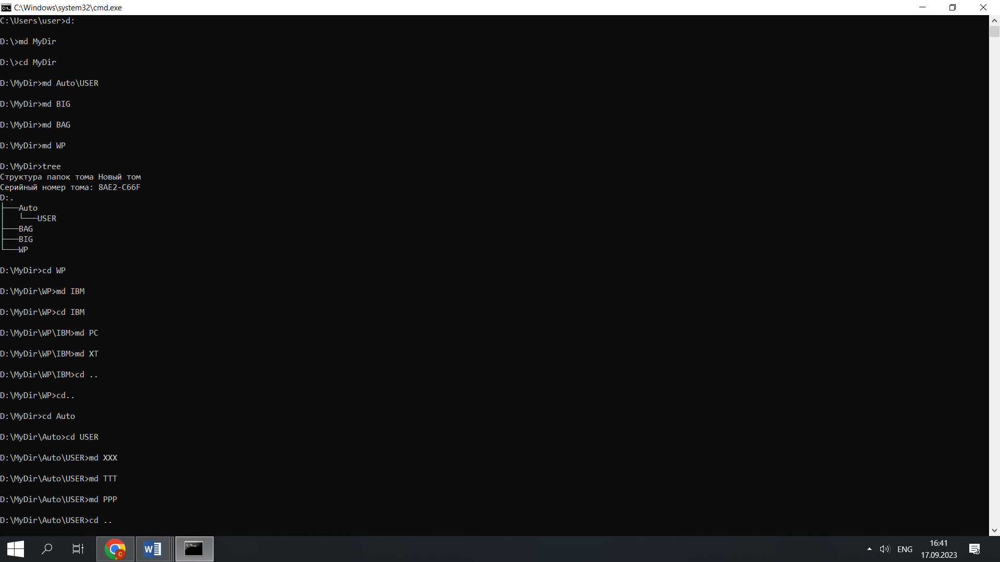 C:\Windows\system32\cmd.exe
C:\Users\user>d:
D:\>md MyDir
D:\>cd MyDir
D:\MyDir>md Auto\USER
D:\MyDir>md BIG
D:\MyDir>md BAG
D:\MyDir>md WP
D:\MyDir>tree
Структура папок тома Новый том
Серийный номер тома: 8AE2-C66F
D:.
├───Auto
│   └───USER
├───BAG
├───BIG
└───WP
D:\MyDir>cd WP
D:\MyDir\WP>md IBM
D:\MyDir\WP>cd IBM
D:\MyDir\WP\IBM>md PC
D:\MyDir\WP\IBM>md XT
D:\MyDir\WP\IBM>cd ..
D:\MyDir\WP>cd..
D:\MyDir>cd Auto
D:\MyDir\Auto>cd USER
D:\MyDir\Auto\USER>md XXX
D:\MyDir\Auto\USER>md TTT
D:\MyDir\Auto\USER>md PPP
D:\MyDir\Auto\USER>cd ..
ENG
16:41
17.09.2023